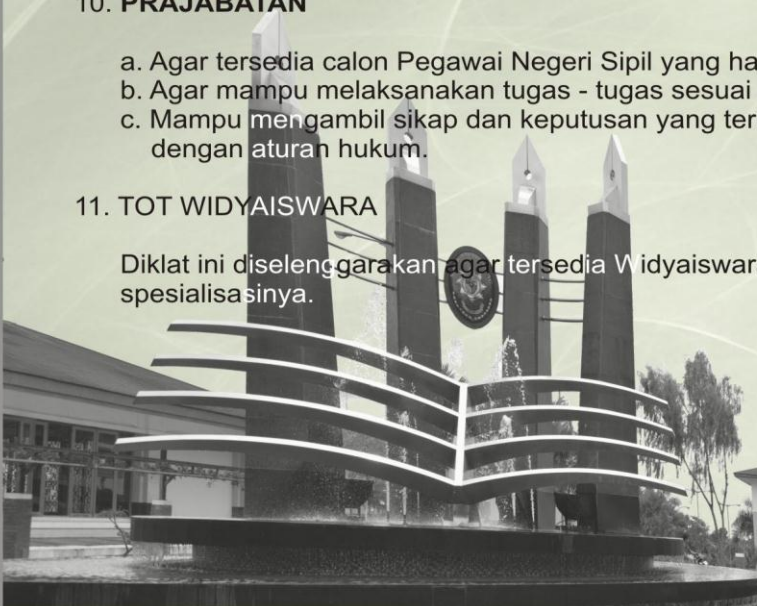 10. PRAJABATAN
a. Agar tersedia calon Pegawai Negeri Sipil yang ha
b. Agar mampu melaksanakan tugas - tugas sesuai
c. Mampu mengambil sikap dan keputusan yang ter
dengan aturan hukum.
11. TOT WIDYAISWARA
Diklat ini diselenggarakan agar tersedia Widyaiswar
spesialisasinya.